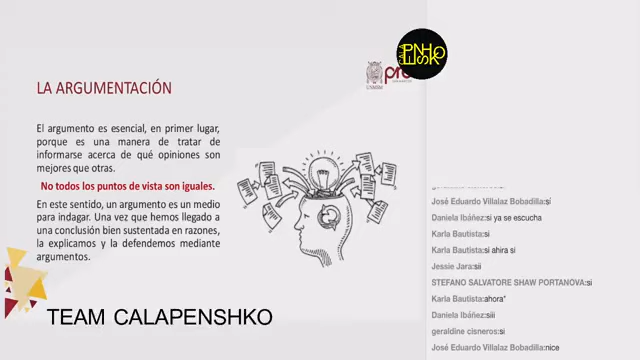 LA ARGUMENTACIÓN
El argumento es esencial, en primer lugar,
porque es una manera de tratar de
informarse acerca de qué opiniones son
mejores que otras.
No todos los puntos de vista son iguales.
En este sentido, un argumento es un medio
para indagar. Una vez que hemos llegado a
una conclusión bien sustentada en razones,
la explicamos y la defendemos mediante
argumentos.
TEAM CALAPENSHKO
José Eduardo Villalaz Bobadilla:sí
Daniela Ibáñez:si ya se escucha
Karla Bautista:si
Karla Bautista:si ahira si
Jessie Jara:sii
STEFANO SALVATORE SHAW PORTANOVA:si
Karla Bautista:ahora*
Daniela Ibáñez:siii
geraldine cisneros:si
José Eduardo Villalaz Bobadilla:nice